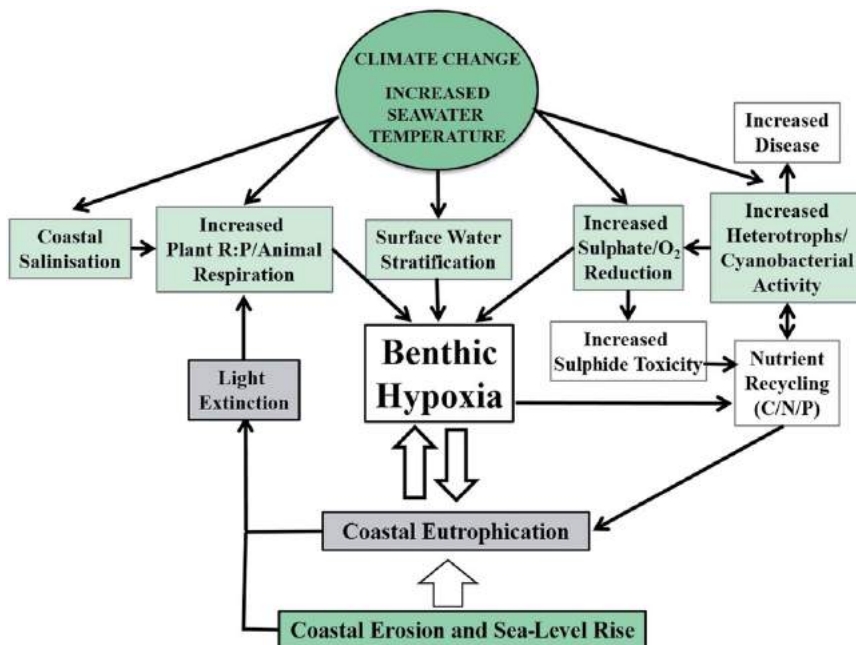 CLIMATE CHANGE
INCREASED
SEAWATER
TEMPERATURE
Increased
Disease
Coastal
Salinisation
Increased
Plant R:P/Animal
Respiration
Surface Water
Stratification
Increased
Sulphate/O₂
Reduction
Increased
Heterotrophs/
Cyanobacterial
Activity
Benthic
Hypoxia
Increased
Sulphide Toxicity
Nutrient
Recycling
(C/N/P)
Light
Extinction
Coastal Eutrophication
Coastal Erosion and Sea-Level Rise